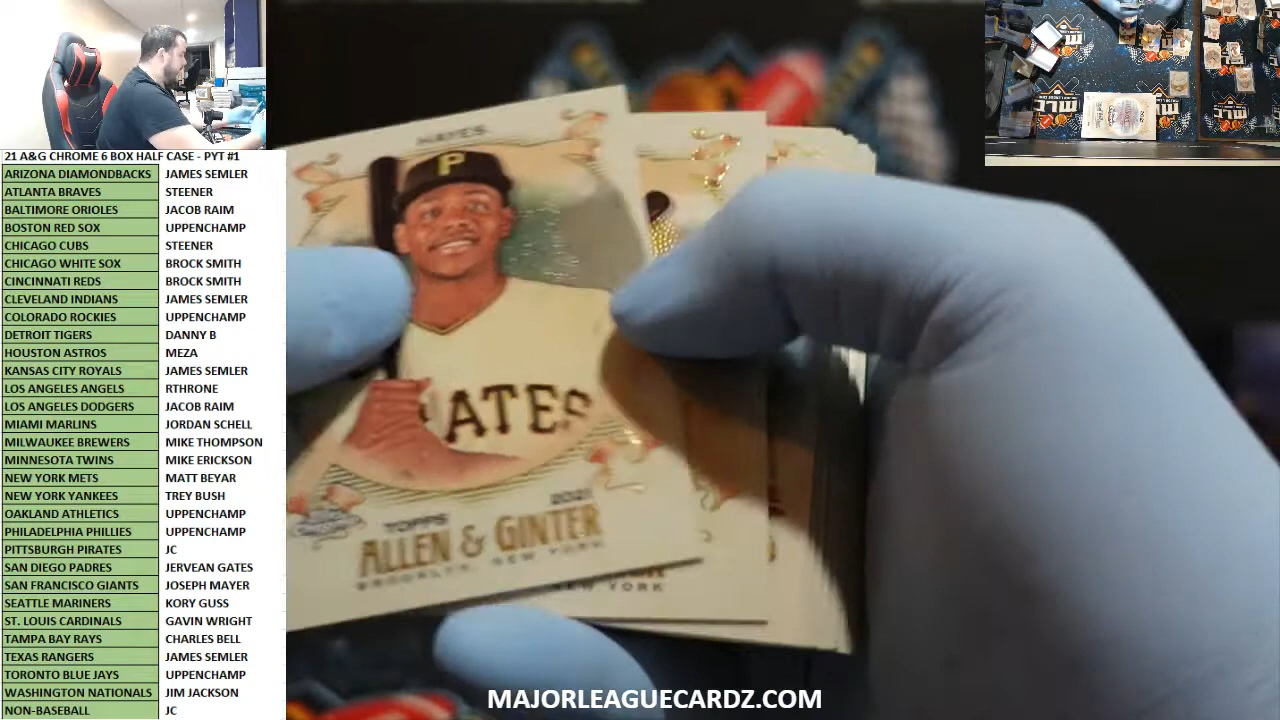 21 A&G CHROME 6 BOX HALF CASE - PYT #1
ARIZONA DIAMONDBACKS JAMES SEMLER
ATLANTA BRAVES STEENER
BALTIMORE ORIOLES JACOB RAIM
BOSTON RED SOX UPPENCHAMP
CHICAGO CUBS STEENER
CHICAGO WHITE SOX BROCK SMITH
CINCINNATI REDS BROCK SMITH
CLEVELAND INDIANS JAMES SEMLER
COLORADO ROCKIES UPPENCHAMP
DETROIT TIGERS DANNY B
HOUSTON ASTROS MEZA
KANSAS CITY ROYALS JAMES SEMLER
LOS ANGELES ANGELS RTHRONE
LOS ANGELES DODGERS JACOB RAIM
MIAMI MARLINS JORDAN SCHELL
MILWAUKEE BREWERS MIKE THOMPSON
MINNESOTA TWINS MIKE ERICKSON
NEW YORK METS MATT BEYAR
NEW YORK YANKEES TREY BUSH
OAKLAND ATHLETICS UPPENCHAMP
PHILADELPHIA PHILLIES UPPENCHAMP
PITTSBURGH PIRATES JC
SAN DIEGO PADRES JERVEAN GATES
SAN FRANCISCO GIANTS JOSEPH MAYER
SEATTLE MARINERS KORY GUSS
ST. LOUIS CARDINALS GAVIN WRIGHT
TAMPA BAY RAYS CHARLES BELL
TEXAS RANGERS JAMES SEMLER
TORONTO BLUE JAYS UPPENCHAMP
WASHINGTON NATIONALS JIM JACKSON
NON-BASEBALL JC
HAYES
P
ATES
2021
TOPPS
ALLEN & GINTER
BROOKLYN, NEW YORK
NEW YORK
MLC
MLC
MAJORLEAGUECARDZ.COM